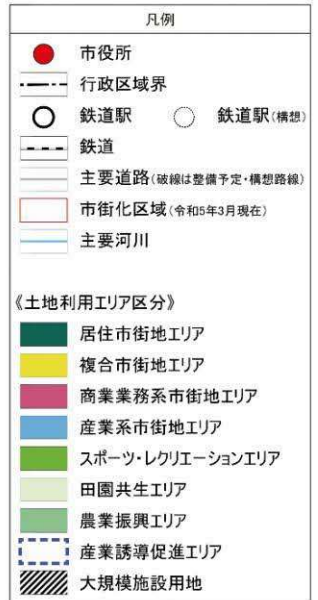 凡例
市役所
行政区域界
鉄道駅 鉄道駅(構想)
鉄道
主要道路(破線は整備予定・構想路線)
市街化区域(令和5年3月現在)
主要河川
《土地利用エリア区分》
居住市街地エリア
複合市街地エリア
商業業務系市街地エリア
産業系市街地エリア
スポーツ・レクリエーションエリア
田園共生エリア
農業振興エリア
産業誘導促進エリア
大規模施設用地